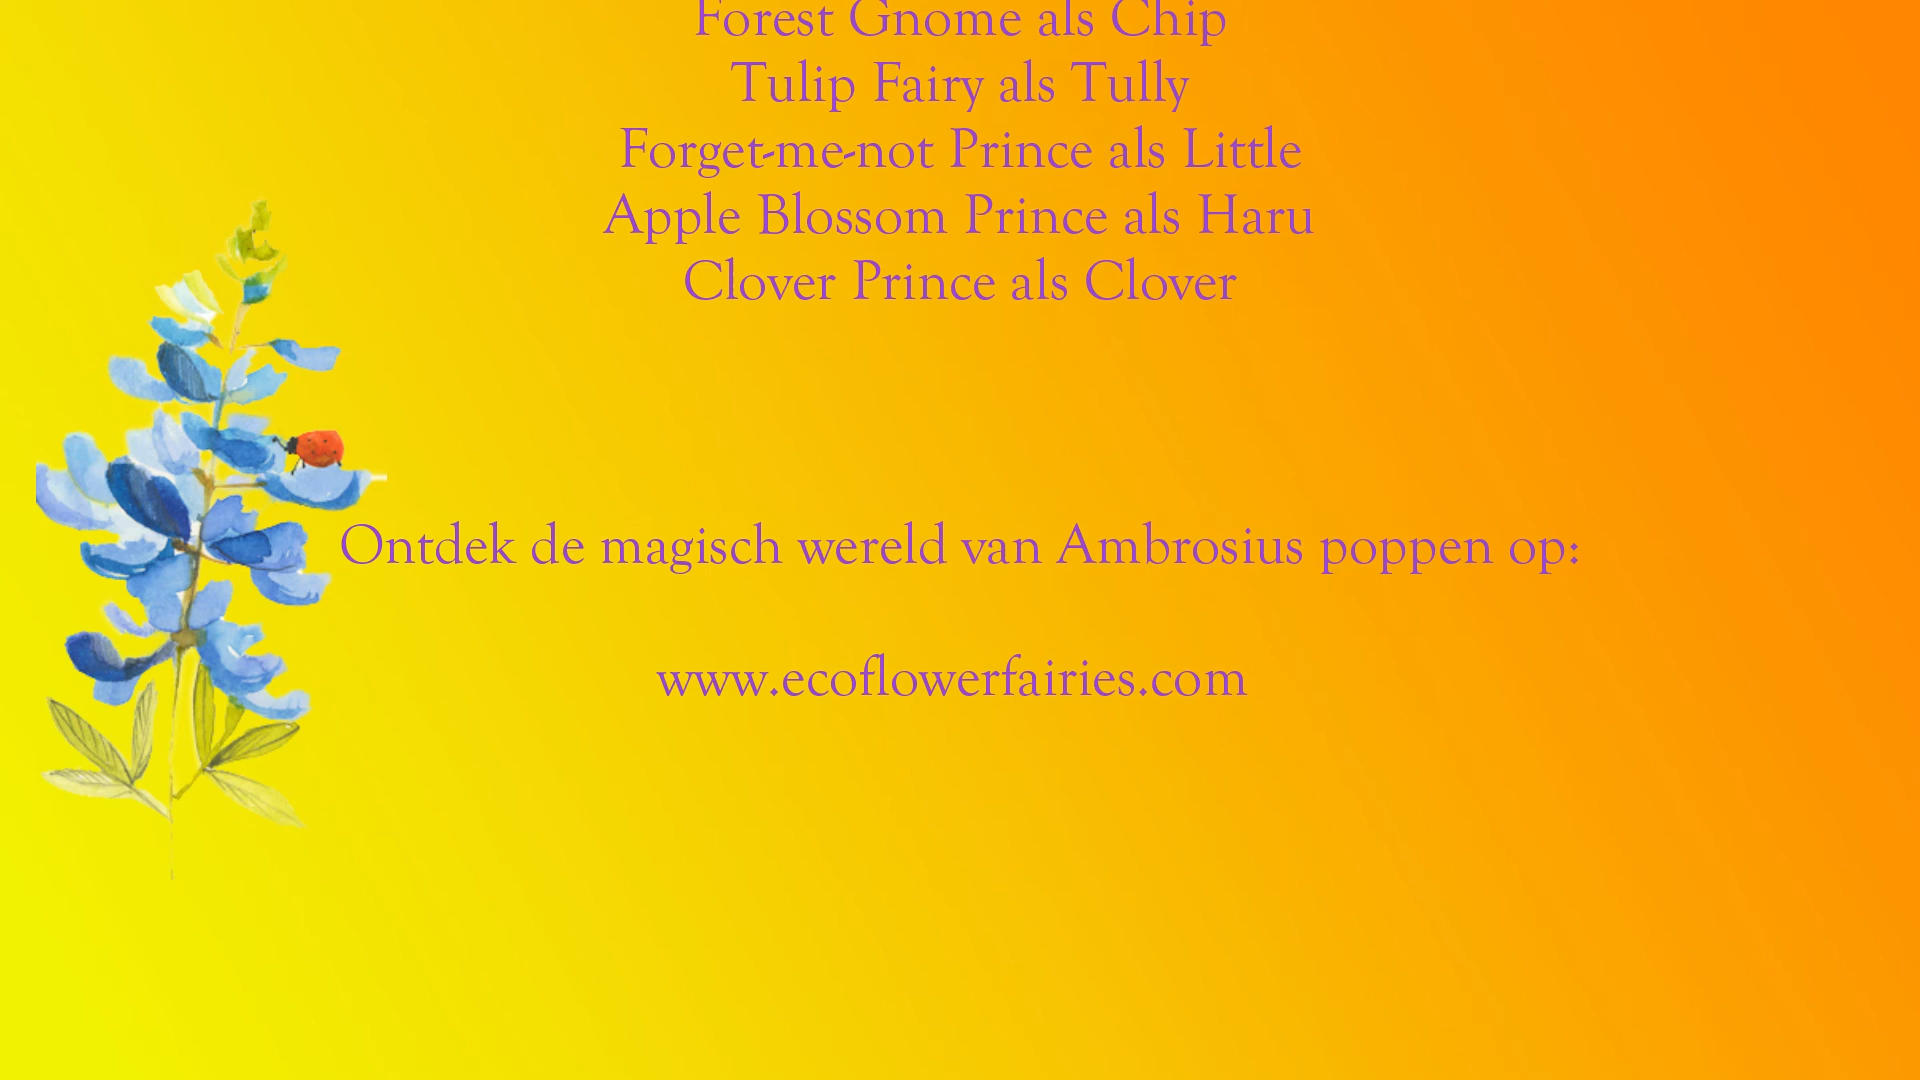 Forest Gnome als Chip
Tulip Fairy als Tully
Forget-me-not Prince als Little
Apple Blossom Prince als Haru
Clover Prince als Clover
Ontdek de magisch wereld van Ambrosius poppen op:
www.ecoflowerfairies.com